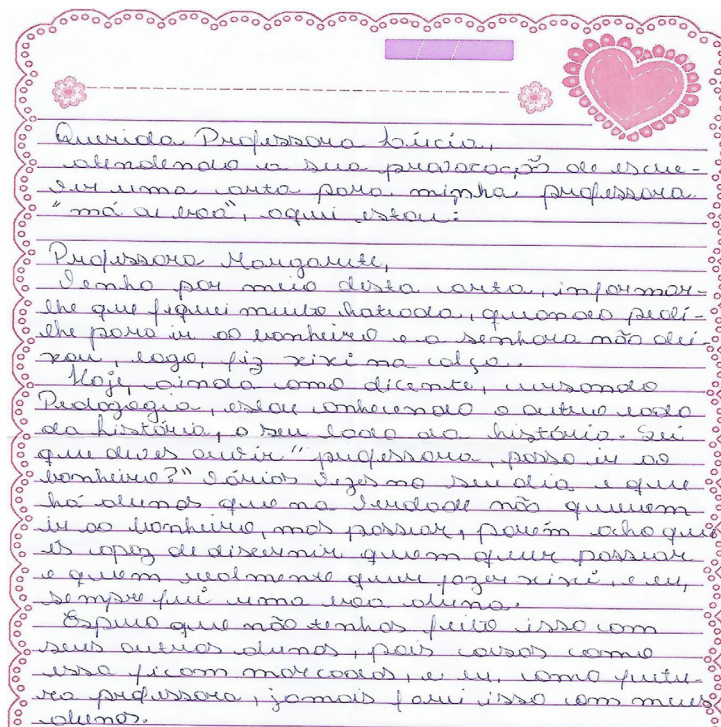 Querida Professora Lúcia,
atendendo a sua provocação de escre-
ver uma carta para minha professora
"má ou boa", aqui estou:
Professora Margarete,
Venho por meio desta carta, informar-
lhe que fiquei muito chateada, quando pedi-
lhe para ir ao banheiro e a senhora não dei-
xou, logo, fiz xixi na calça.
Hoje, ainda como dicente, cursando
Pedagogia, estou conhecendo o outro lado
da história, o seu lado da história. Sei
que deves ouvir "professora, posso ir ao
banheiro?" vários vezes no seu dia e que
há alunos que na verdade não querem
ir ao banheiro, mas passear, porém acho que
és capaz de discernir quem quer passear
e quem realmente quer fazer xixi, e eu,
sempre fui uma boa aluna.
Espero que não tenhas feito isso com
seus outros alunos, pois coisas como
essa ficam marcadas, e eu, como futu-
ra professora, jamais farei isso com meus
alunos.